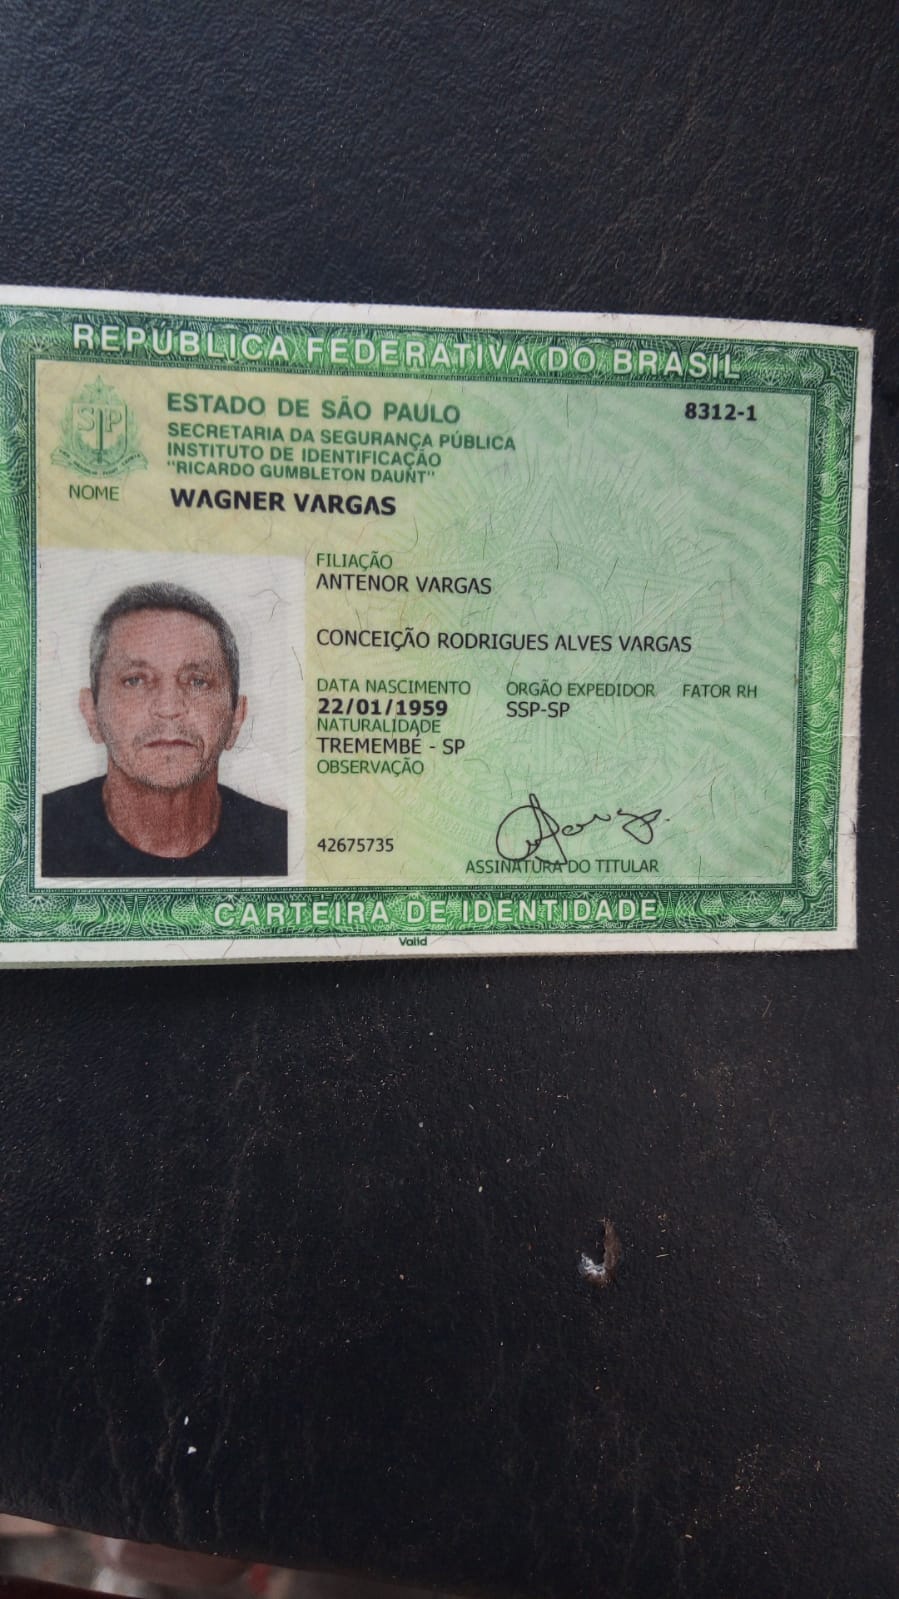 REPÚBLICA FEDERATIVA DO BRASIL
ESTADO DE SÃO PAULO
8312-1
SECRETARIA DA SEGURANÇA PÚBLICA
INSTITUTO DE IDENTIFICAÇÃO
"RICARDO GUMBLETON DAUNT"
SP
NOME
WAGNER VARGAS
FILIAÇÃO
ANTENOR VARGAS
CONCEIÇÃO RODRIGUES ALVES VARGAS
DATA NASCIMENTO ORGÃO EXPEDIDOR FATOR RH
22/01/1959 SSP-SP
NATURALIDADE
TREMEMBÉ - SP
OBSERVAÇÃO
42675735
ASSINATURA DO TITULAR
CARTEIRA DE IDENTIDADE
Valid